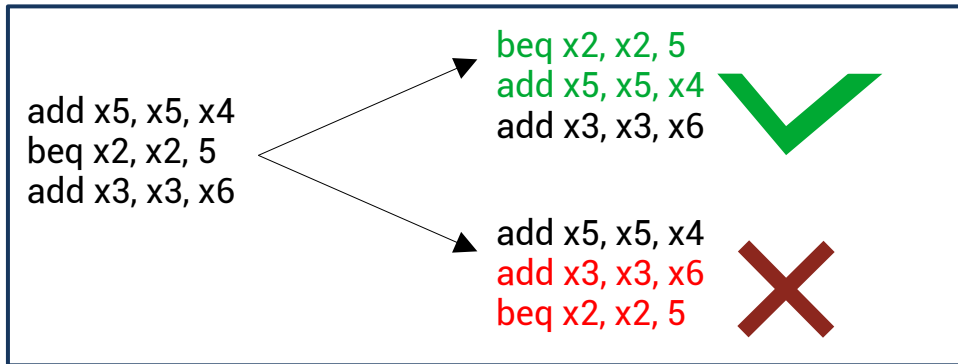 add x5, x5, x4
beq x2, x2, 5
add x3, x3, x6
beq x2, x2, 5
add x5, x5, x4
add x3, x3, x6
add x5, x5, x4
add x3, x3, x6
beq x2, x2, 5